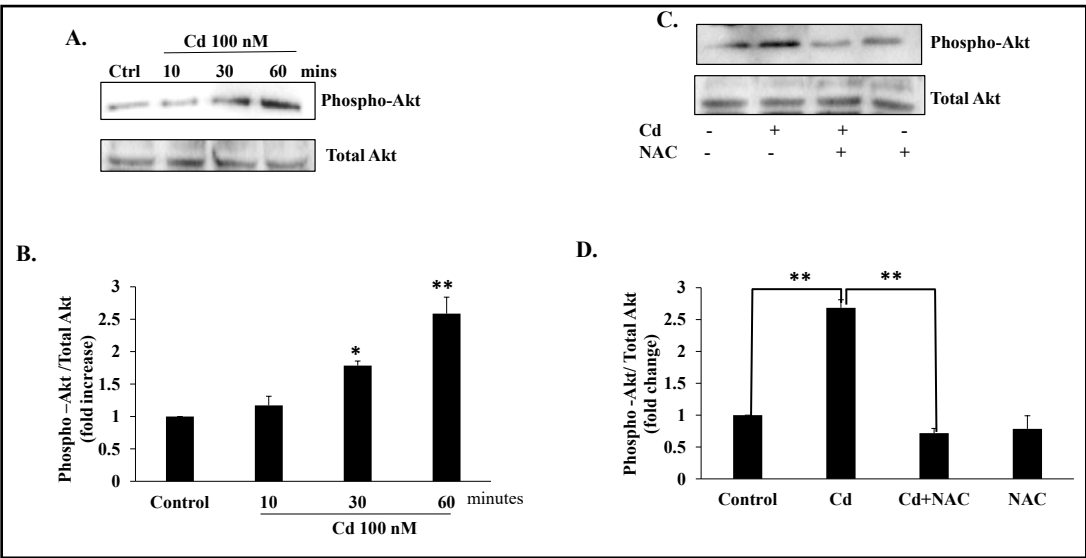 A.
Cd 100 nM
Ctrl 10 30 60 mins
Phospho-Akt
Total Akt
C.
Phospho-Akt
Total Akt
Cd - + + -
NAC - - + +
B.
Phospho –Akt /Total Akt
(fold increase)
3
2.5
2
1.5
1
0.5
0
*
**
Control 10 30 60 minutes
Cd 100 nM
D.
Phospho -Akt/ Total Akt
(fold change)
3
2.5
2
1.5
1
0.5
0
** **
Control Cd Cd+NAC NAC